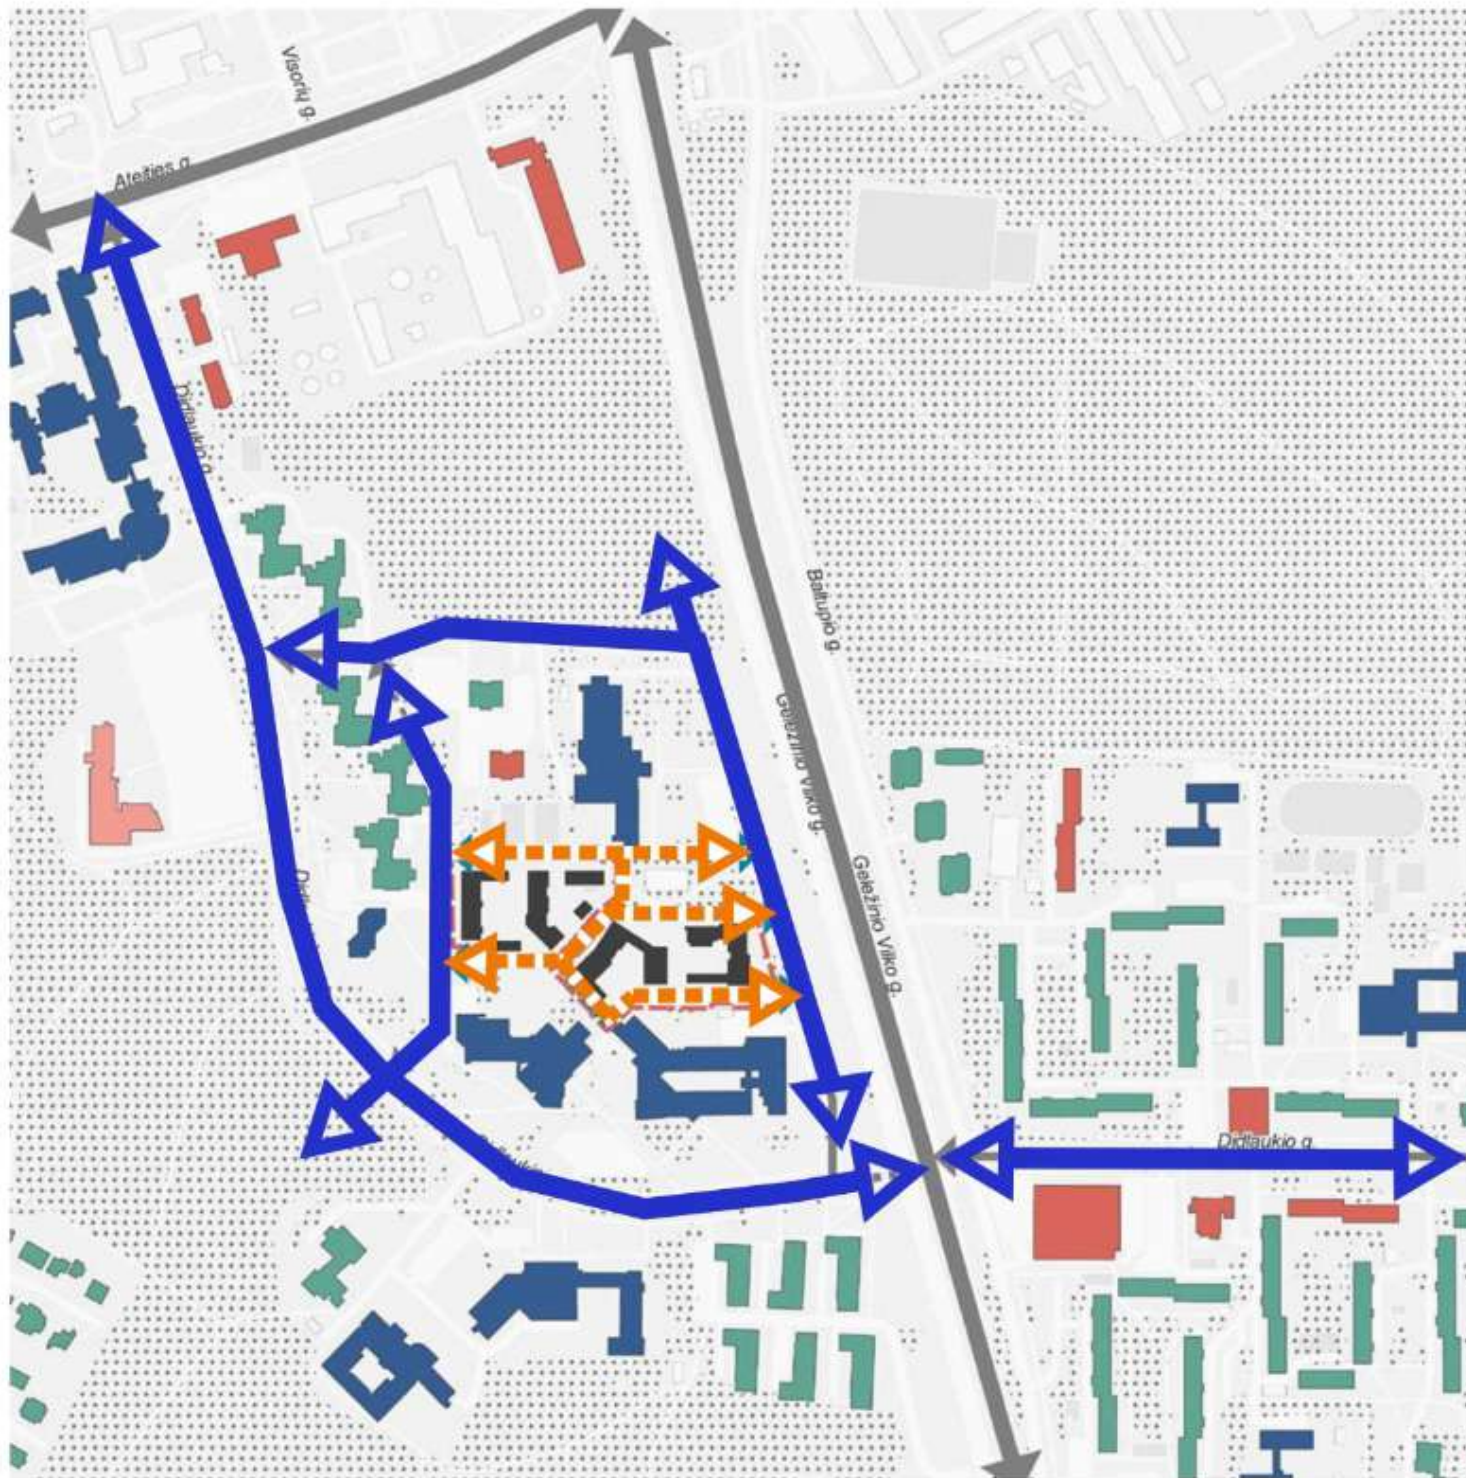 Visorių g.
Ateities g.
Didlaukio g.
Baltupio g.
Geležinio Vilko g.
Geležinio Vilko g.
Didlaukio g.